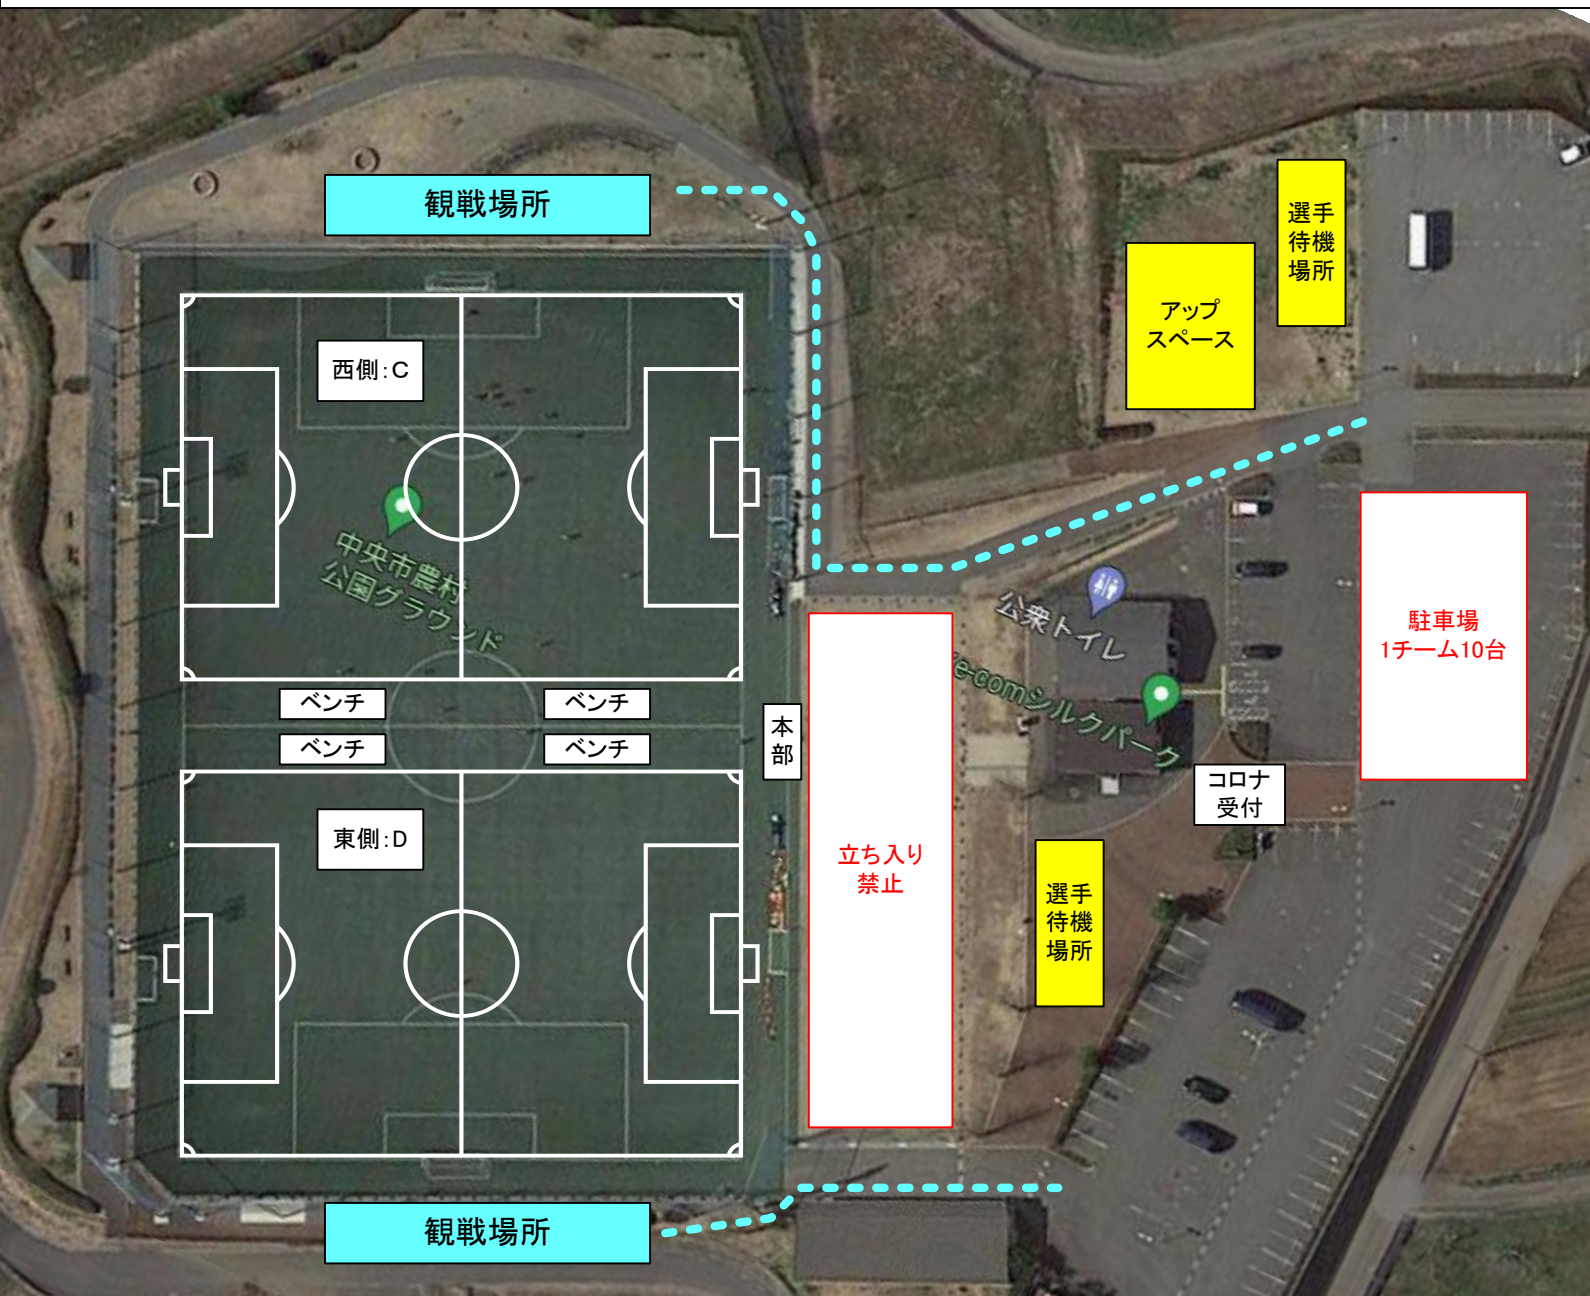 観戦場所
選手
待機
場所
アップ
スペース
西側：C
中央市農村
公園グラウンド
公衆トイレ
駐車場
1チーム10台
e-comシルクパーク
ベンチ
ベンチ
本
部
ベンチ
ベンチ
コロナ
受付
東側：D
立ち入り
禁止
選手
待機
場所
観戦場所